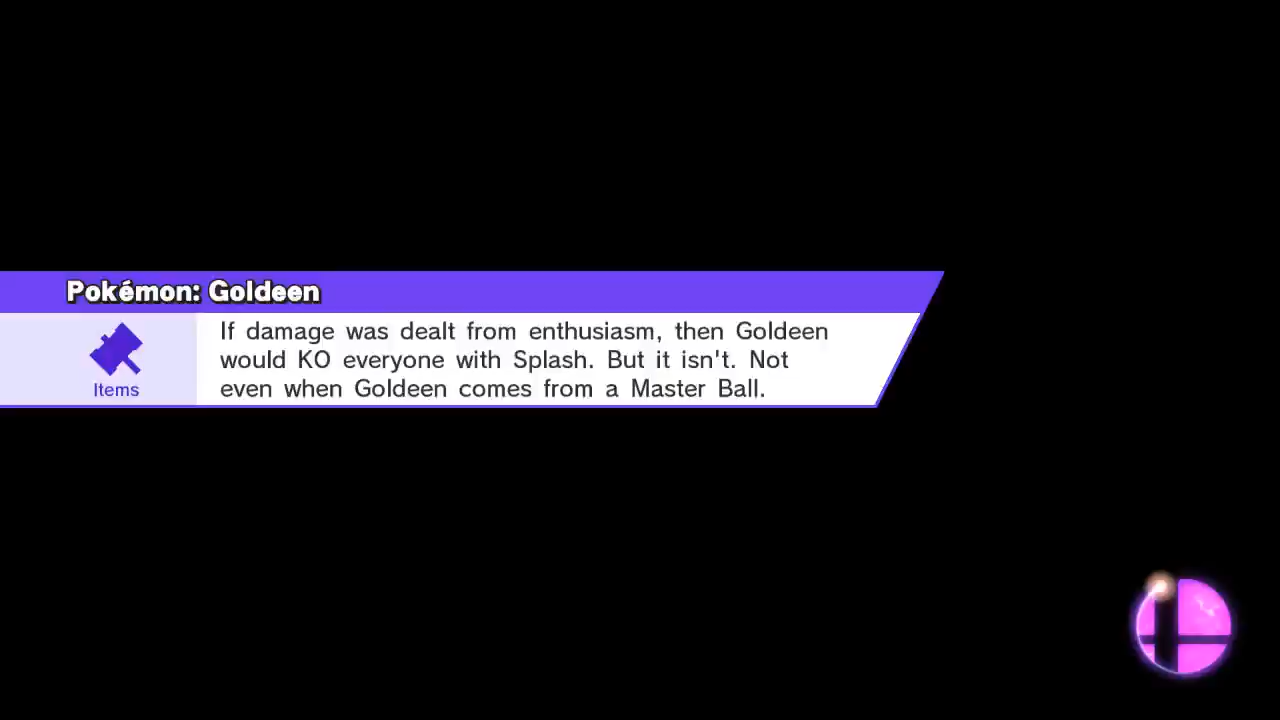 Pokémon: Goldeen
If damage was dealt from enthusiasm, then Goldeen
would KO everyone with Splash. But it isn't. Not
even when Goldeen comes from a Master Ball.
Items